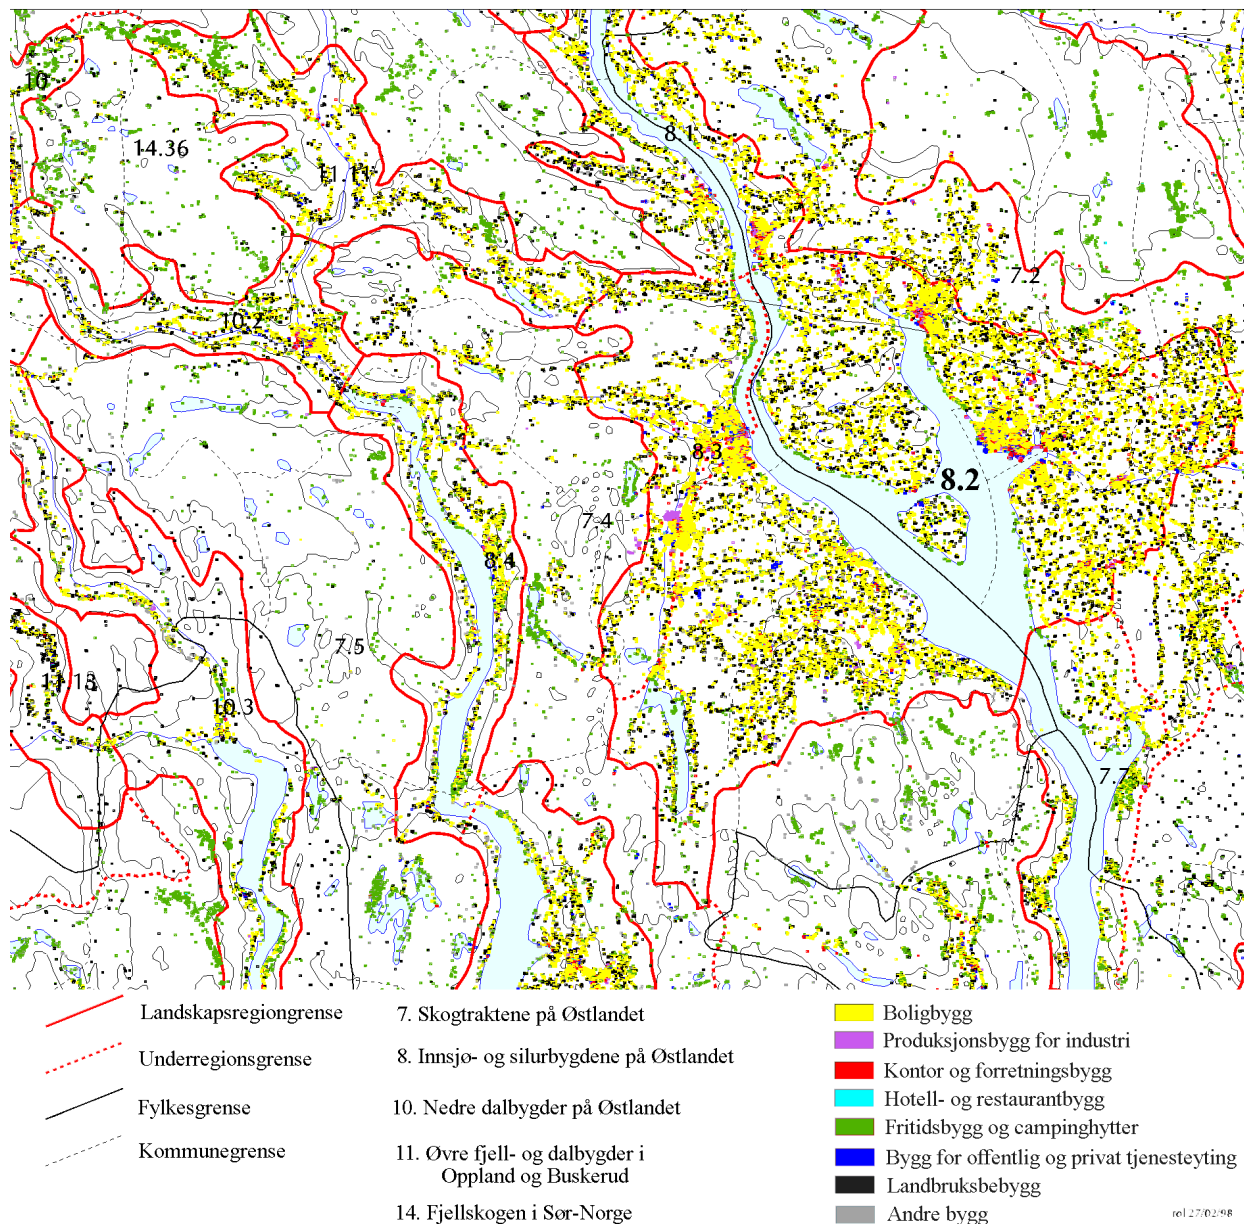 10
14.36
11.11
8.1
10.2
7.2
8.3
8.2
7.4
8.4
7.5
11.13
10.3
7.7
Landskapsregiongrense
Underregionsgrense
Fylkesgrense
Kommunegrense
7. Skogtraktene på Østlandet
8. Innsjø- og silurbygdene på Østlandet
10. Nedre dalbygder på Østlandet
11. Øvre fjell- og dalbygder i
Oppland og Buskerud
14. Fjellskogen i Sør-Norge
Boligbygg
Produksjonsbygg for industri
Kontor og forretningsbygg
Hotell- og restaurantbygg
Fritidsbygg og campinghytter
Bygg for offentlig og privat tjenesteyting
Landbruksbebygg
Andre bygg
rol 27/02/98